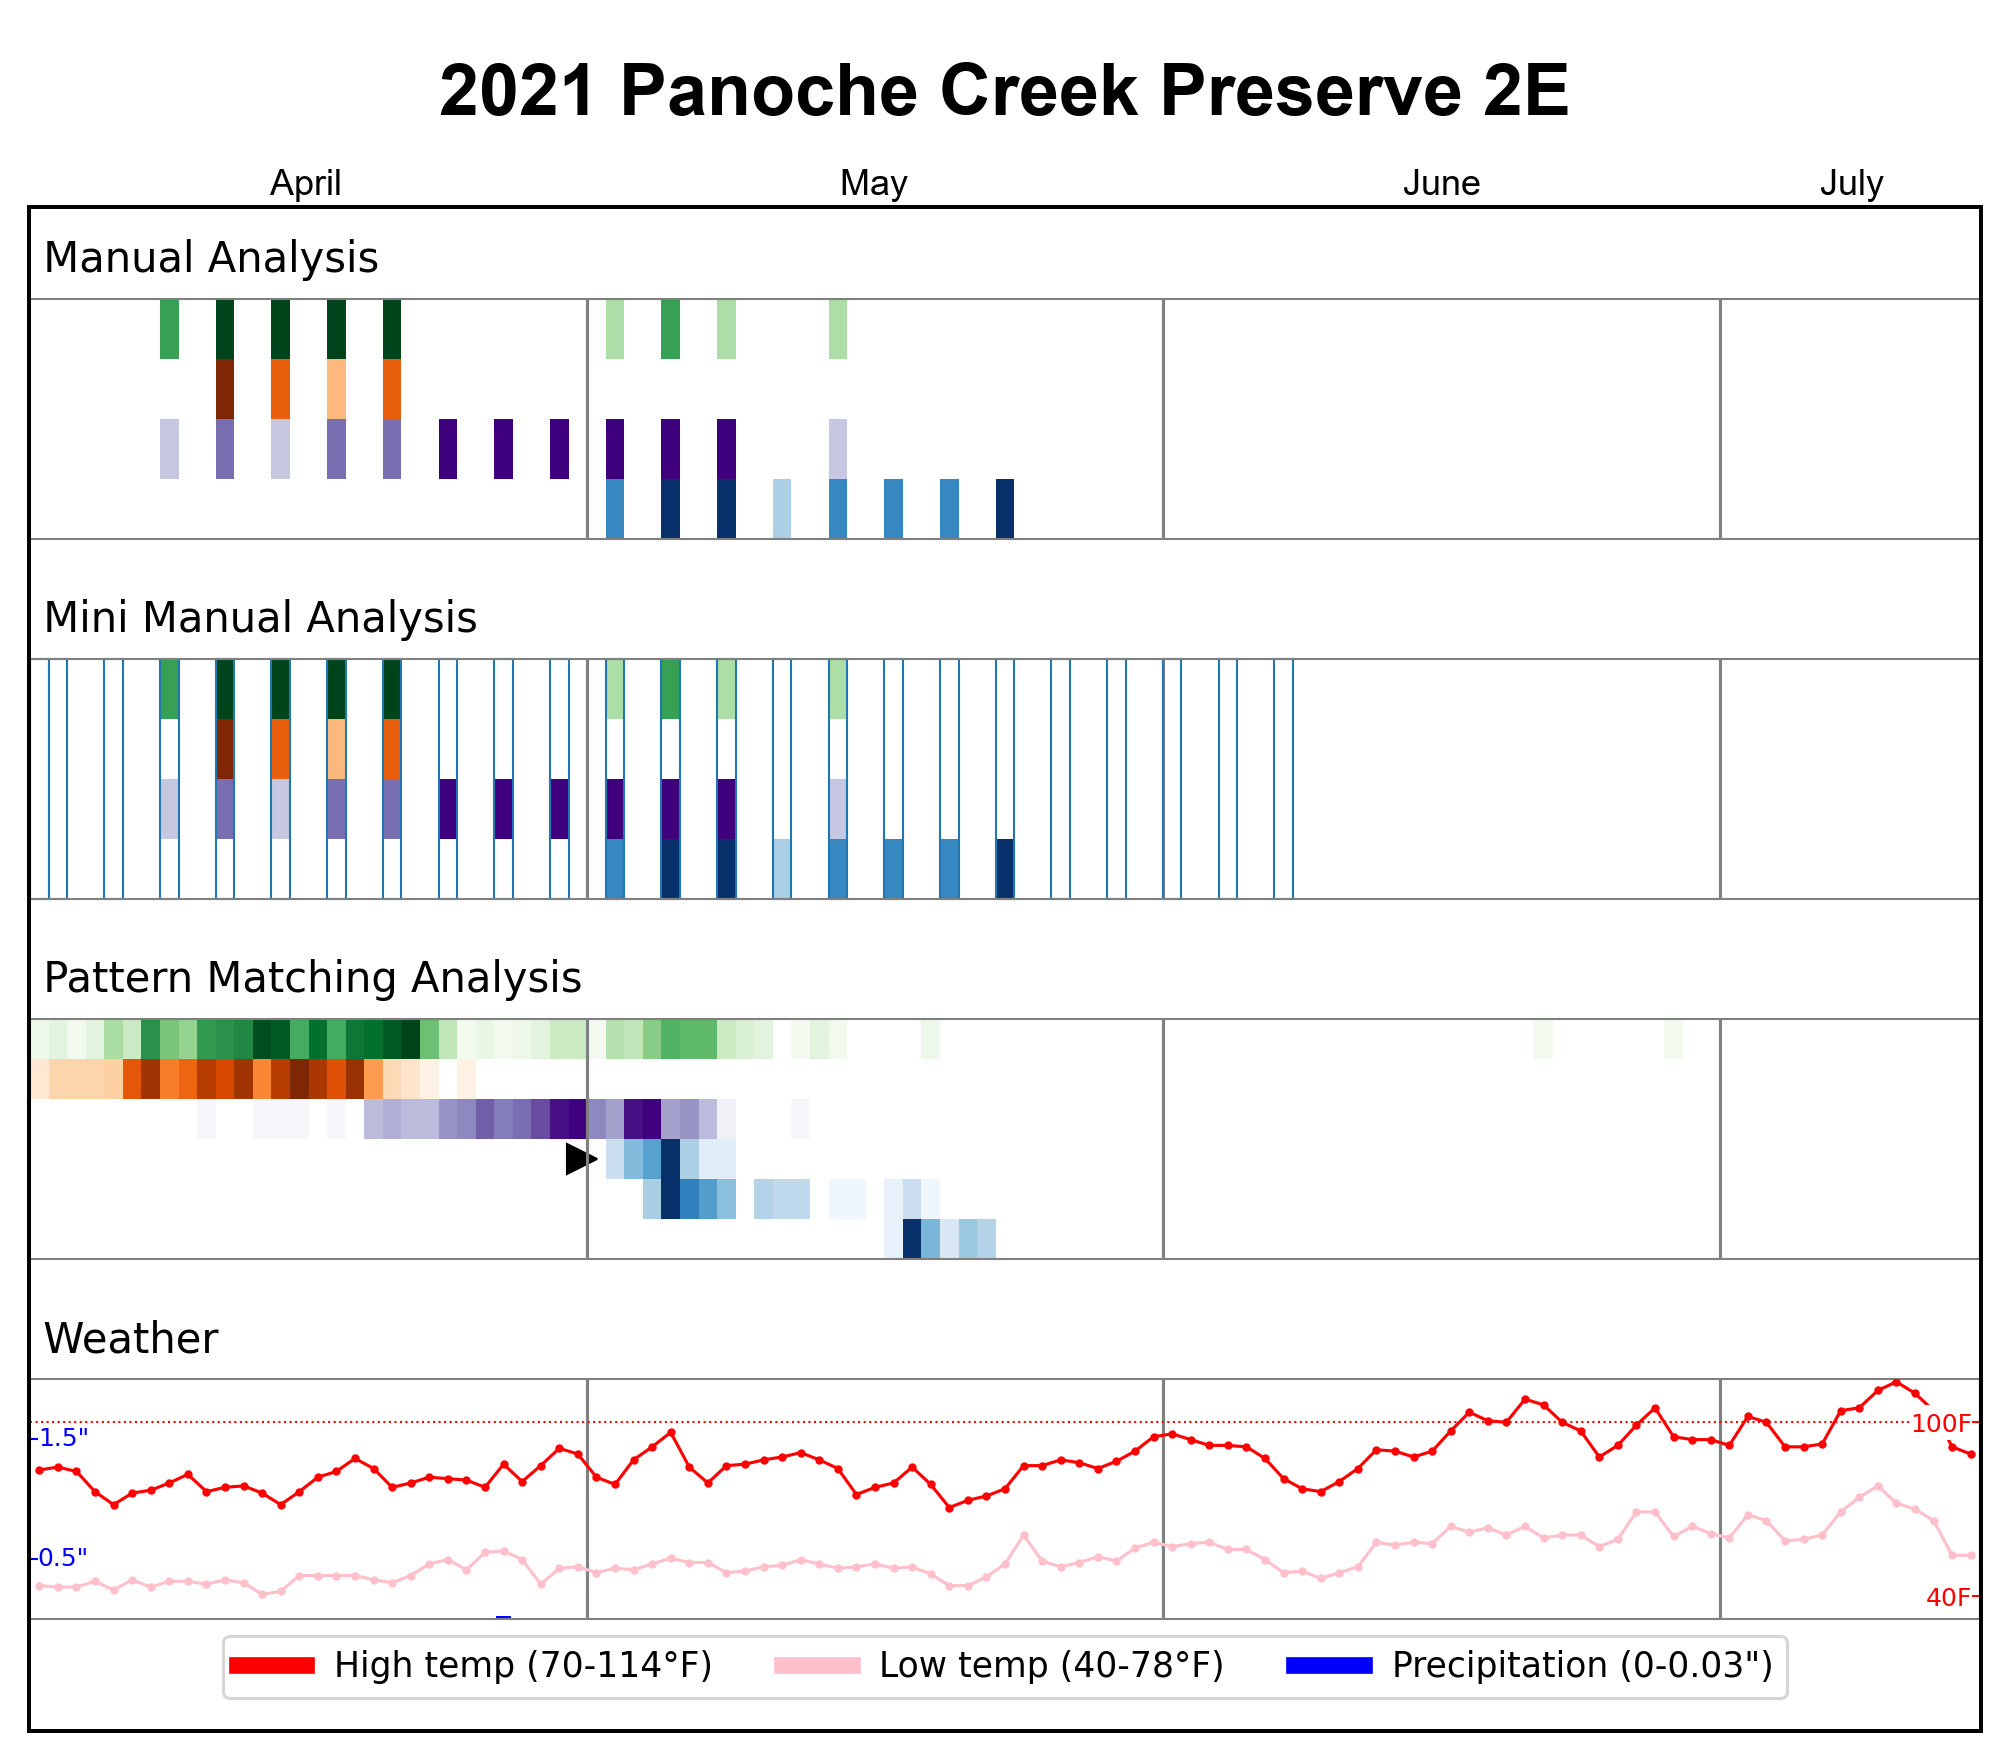 2021 Panoche Creek Preserve 2E
April May June July
Manual Analysis
Mini Manual Analysis
Pattern Matching Analysis
Weather
100F
1.5"
0.5"
40F
High temp (70-114°F) Low temp (40-78°F) Precipitation (0-0.03")